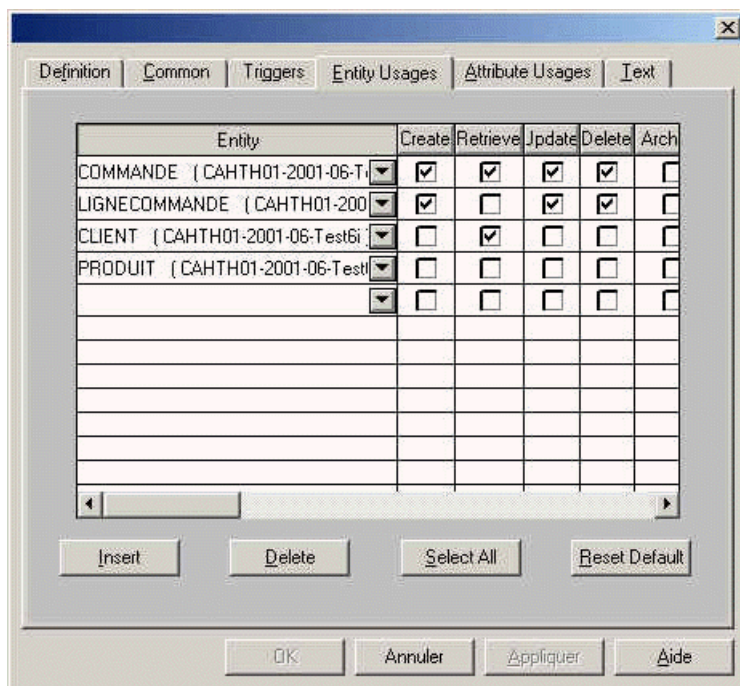 Definition Common Triggers Entity Usages Attribute Usages Text
Entity Create Retrieve Update Delete Arch
COMMANDE ( CAHTH01-2001-06-T
LIGNECOMMANDE ( CAHTH01-200
CLIENT ( CAHTH01-2001-06-Test6i )
PRODUIT ( CAHTH01-2001-06-Test
Insert Delete Select All Reset Default
OK Annuler Appliquer Aide